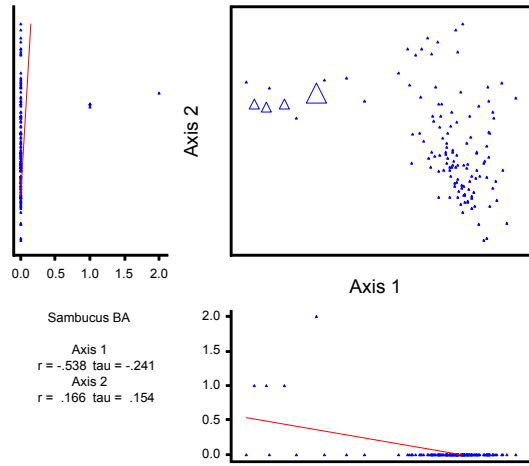 Axis 2
0.0 0.5 1.0 1.5 2.0
Axis 1
Sambucus BA
Axis 1
r = -.538 tau = -.241
Axis 2
r = .166 tau = .154
2.0
1.5
1.0
0.5
0.0